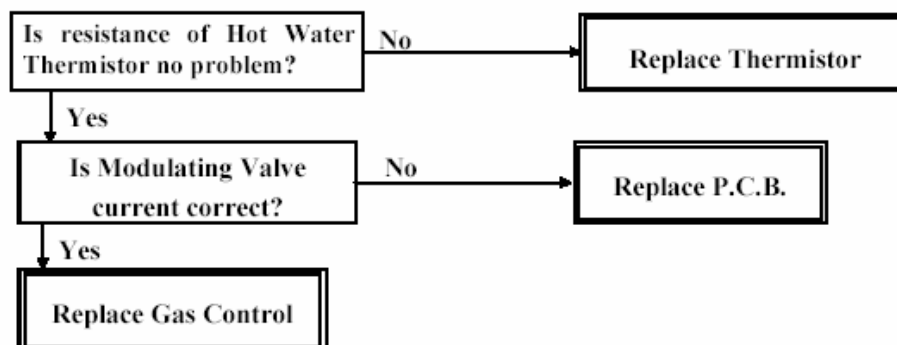 Is resistance of Hot Water
Thermistor no problem?
No
Replace Thermistor
Yes
Is Modulating Valve
current correct?
No
Replace P.C.B.
Yes
Replace Gas Control